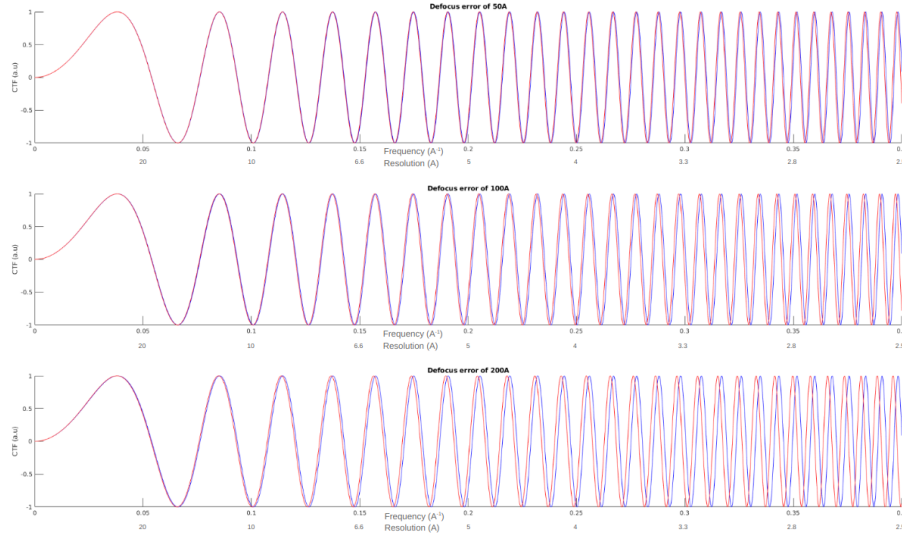 Defocus error of 50A
CTF (a.u)
1
0.5
0
-0.5
-1
0 0.05 0.1 0.15 0.2 0.25 0.3 0.35 0.
Frequency (A⁻¹)
20 10 6.6 5 4 3.3 2.8 2.
Resolution (A)
Defocus error of 100A
CTF (a.u)
1
0.5
0
-0.5
-1
0 0.05 0.1 0.15 0.2 0.25 0.3 0.35 0.
Frequency (A⁻¹)
20 10 6.6 5 4 3.3 2.8 2.
Resolution (A)
Defocus error of 200A
CTF (a.u)
1
0.5
0
-0.5
-1
0 0.05 0.1 0.15 0.2 0.25 0.3 0.35 0.
Frequency (A⁻¹)
20 10 6.6 5 4 3.3 2.8 2.
Resolution (A)